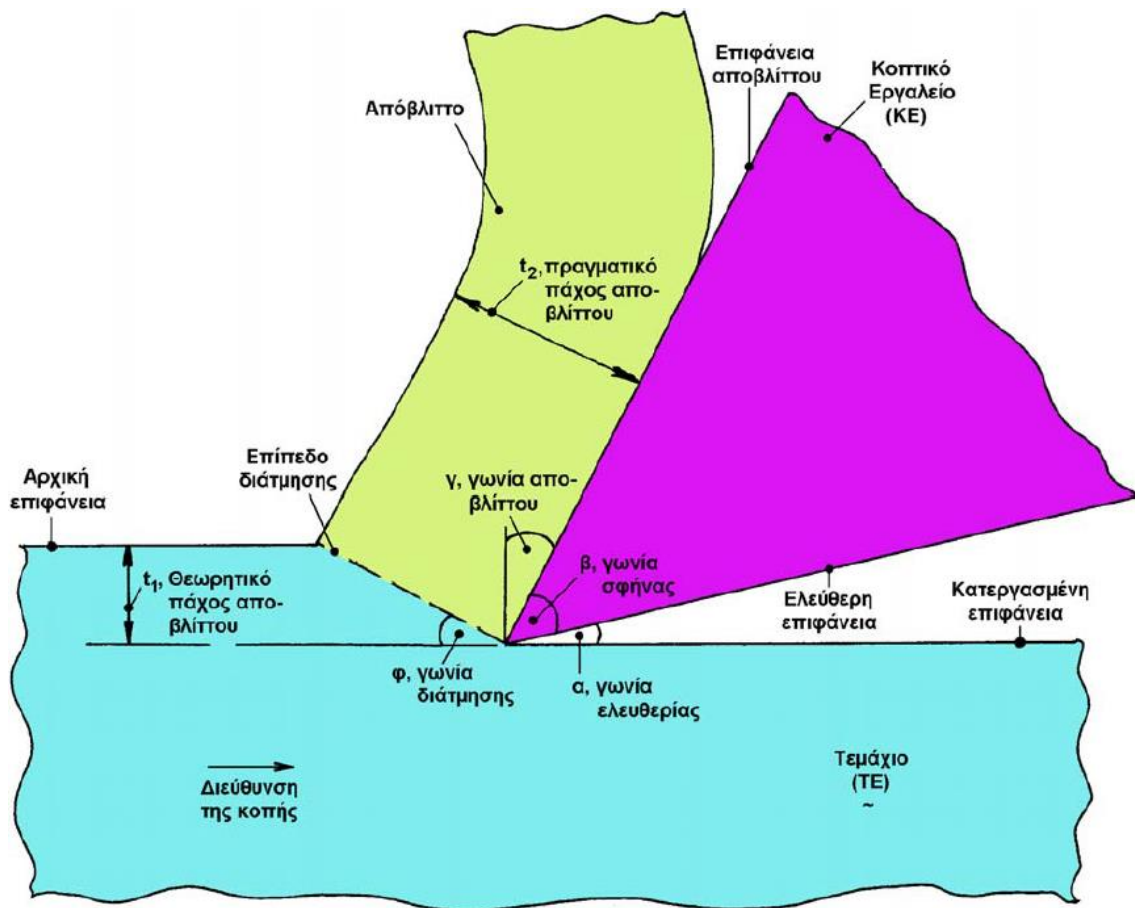 Επιφάνεια
αποβλίττου
Κοπτικό
Εργαλείο
(ΚΕ)
Απόβλιττο
t2, πραγματικό
πάχος απο-
βλίττου
Επίπεδο
διάτμησης
Αρχική
επιφάνεια
γ, γωνία απο-
βλίττου
t1, Θεωρητικό
πάχος απο-
βλίττου
β, γωνία
σφήνας
Ελεύθερη
επιφάνεια
Κατεργασμένη
επιφάνεια
φ, γωνία
διάτμησης
α, γωνία
ελευθερίας
Διεύθυνση
της κοπής
Τεμάχιο
(ΤΕ)
~